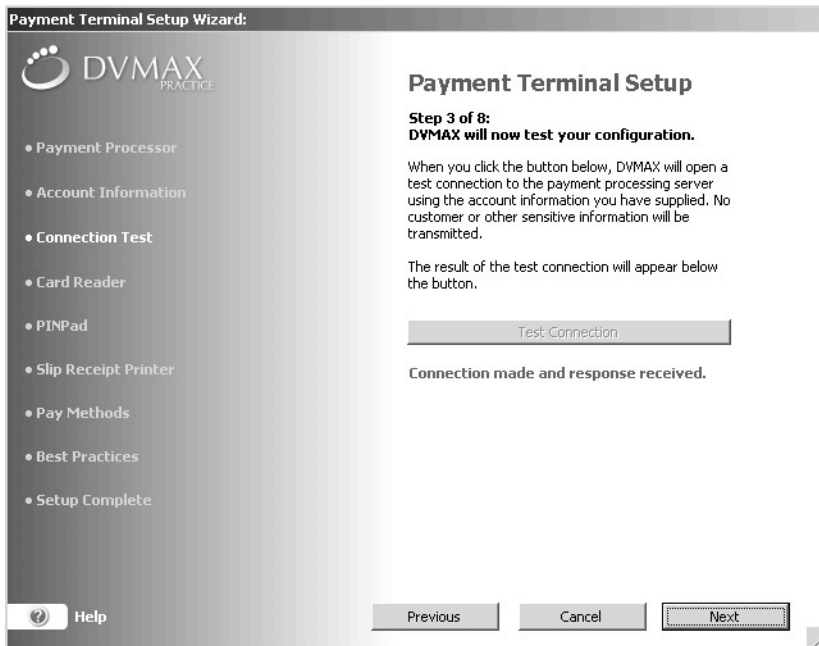 Payment Terminal Setup Wizard:
DVMAX
PRACTICE
• Payment Processor
• Account Information
• Connection Test
• Card Reader
• PINPad
• Slip Receipt Printer
• Pay Methods
• Best Practices
• Setup Complete
? Help
Payment Terminal Setup
Step 3 of 8:
DVMAX will now test your configuration.
When you click the button below, DVMAX will open a
test connection to the payment processing server
using the account information you have supplied. No
customer or other sensitive information will be
transmitted.
The result of the test connection will appear below
the button.
Test Connection
Connection made and response received.
Previous
Cancel
Next